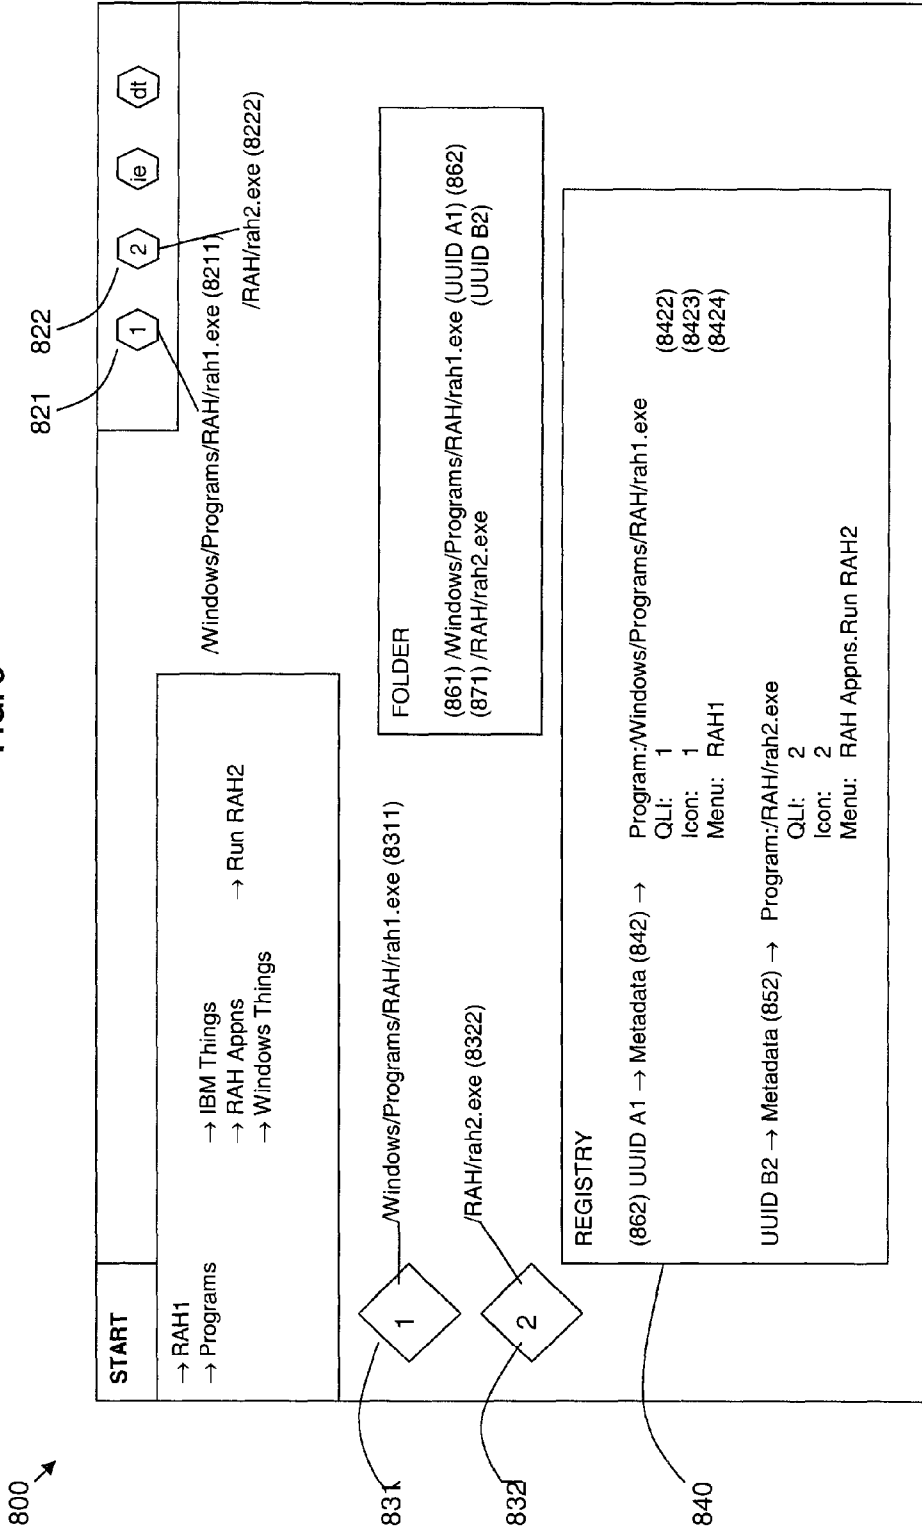 800
821
822
START
1
2
ie
dt
→ RAH1
→ Programs
→ IBM Things
→ RAH Appns → Run RAH2
→ Windows Things
/Windows/Programs/RAH/rah1.exe (8211)
/RAH/rah2.exe (8222)
831
1
/Windows/Programs/RAH/rah1.exe (8311)
832
2
/RAH/rah2.exe (8322)
FOLDER
(861) /Windows/Programs/RAH/rah1.exe (UUID A1) (862)
(871) /RAH/rah2.exe (UUID B2)
840
REGISTRY
(862) UUID A1 → Metadata (842) → Program:/Windows/Programs/RAH/rah1.exe
QLI: 1 (8422)
Icon: 1 (8423)
Menu: RAH1 (8424)
UUID B2 → Metadata (852) → Program:/RAH/rah2.exe
QLI: 2
Icon: 2
Menu: RAH Appns.Run RAH2